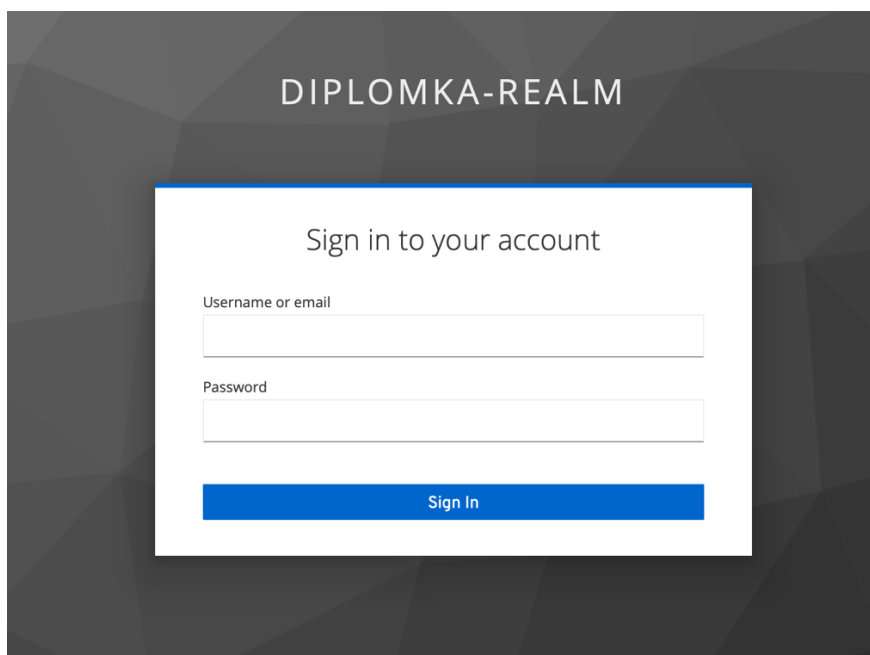 DIPLOMKA-REALM
Sign in to your account
Username or email
Password
Sign In